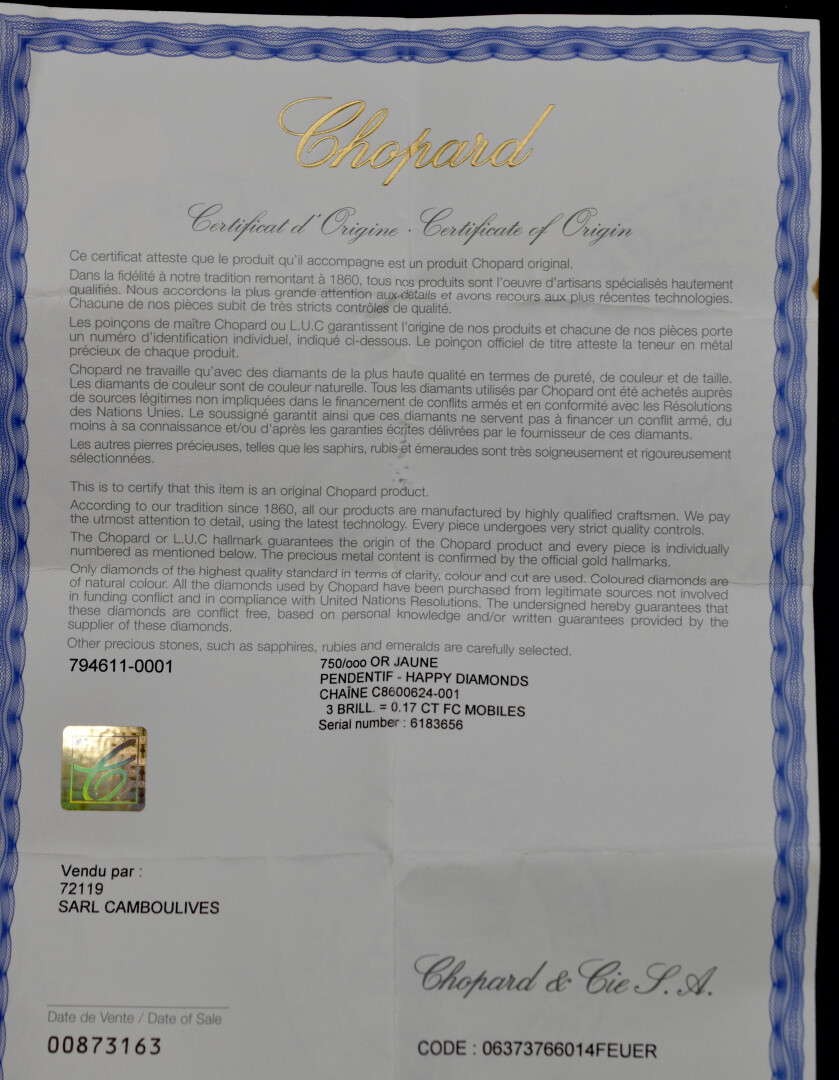 Chopard
Certificat d'Origine · Certificate of Origin
Ce certificat atteste que le produit qu'il accompagne est un produit Chopard original.
Dans la fidélité à notre tradition remontant à 1860, tous nos produits sont l'oeuvre d'artisans spécialisés hautement
qualifiés. Nous accordons la plus grande attention aux détails et avons recours aux plus récentes technologies.
Chacune de nos pièces subit de très stricts contrôles de qualité.
Les poinçons de maître Chopard ou L.U.C garantissent l'origine de nos produits et chacune de nos pièces porte
un numéro d'identification individuel, indiqué ci-dessous. Le poinçon officiel de titre atteste la teneur en métal
précieux de chaque produit.
Chopard ne travaille qu'avec des diamants de la plus haute qualité en termes de pureté, de couleur et de taille.
Les diamants de couleur sont de couleur naturelle. Tous les diamants utilisés par Chopard ont été achetés auprès
de sources légitimes non impliquées dans le financement de conflits armés et en conformité avec les Résolutions
des Nations Unies. Le soussigné garantit ainsi que ces diamants ne servent pas à financer un conflit armé, du
moins à sa connaissance et/ou d'après les garanties écrites délivrées par le fournisseur de ces diamants.
Les autres pierres précieuses, telles que les saphirs, rubis et émeraudes sont très soigneusement et rigoureusement
sélectionnées.
This is to certify that this item is an original Chopard product.
According to our tradition since 1860, all our products are manufactured by highly qualified craftsmen. We pay
the utmost attention to detail, using the latest technology. Every piece undergoes very strict quality controls.
The Chopard or L.U.C hallmark guarantees the origin of the Chopard product and every piece is individually
numbered as mentioned below. The precious metal content is confirmed by the official gold hallmarks.
Only diamonds of the highest quality standard in terms of clarity, colour and cut are used. Coloured diamonds are
of natural colour. All the diamonds used by Chopard have been purchased from legitimate sources not involved
in funding conflict and in compliance with United Nations Resolutions. The undersigned hereby guarantees that
these diamonds are conflict free, based on personal knowledge and/or written guarantees provided by the
supplier of these diamonds.
Other precious stones, such as sapphires, rubies and emeralds are carefully selected.
794611-0001
750/ooo OR JAUNE
PENDENTIF - HAPPY DIAMONDS
CHAÎNE C8600624-001
3 BRILL. = 0.17 CT FC MOBILES
Serial number : 6183656
Vendu par :
72119
SARL CAMBOULIVES
Chopard & Cie S.A.
Date de Vente / Date of Sale
00873163
CODE : 06373766014FEUER